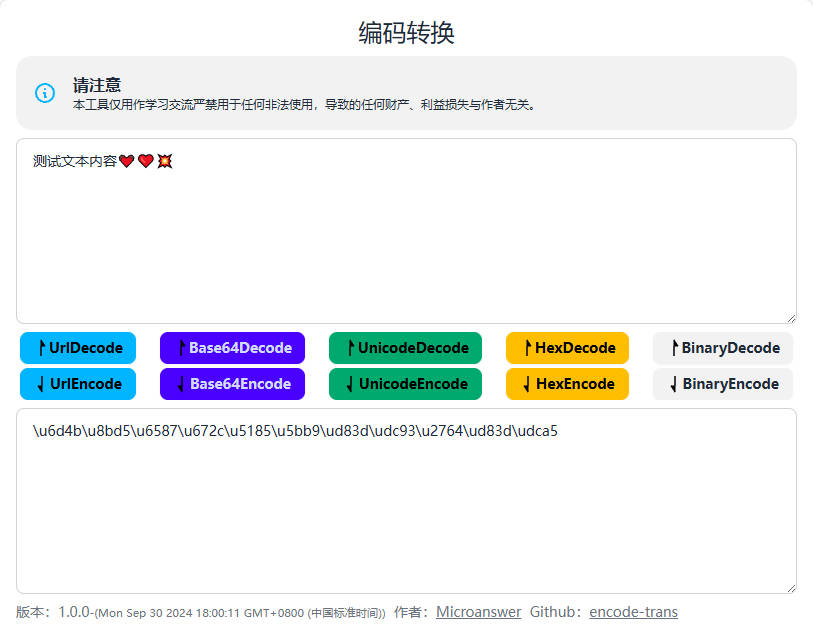 编码转换
请注意
本工具仅用作学习交流严禁用于任何非法使用，导致的任何财产、利益损失与作者无关。
测试文本内容💓❤💥
↿UrlDecode ↿Base64Decode ↿UnicodeDecode ↿HexDecode ↿BinaryDecode
⇃UrlEncode ⇃Base64Encode ⇃UnicodeEncode ⇃HexEncode ⇃BinaryEncode
\u6d4b\u8bd5\u6587\u672c\u5185\u5bb9\ud83d\udc93\u2764\ud83d\udca5
版本：1.0.0-(Mon Sep 30 2024 18:00:11 GMT+0800 (中国标准时间)) 作者：Microanswer Github：encode-trans